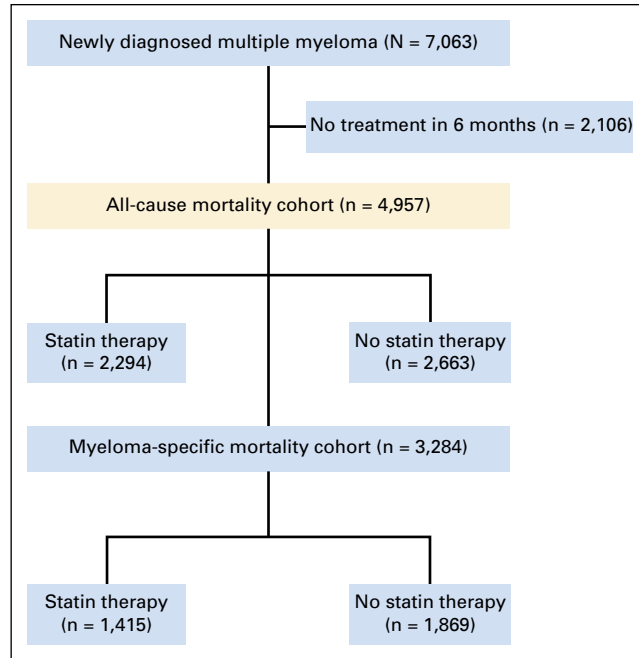 Newly diagnosed multiple myeloma (N = 7,063)
No treatment in 6 months (n = 2,106)
All-cause mortality cohort (n = 4,957)
Statin therapy
(n = 2,294)
No statin therapy
(n = 2,663)
Myeloma-specific mortality cohort (n = 3,284)
Statin therapy
(n = 1,415)
No statin therapy
(n = 1,869)